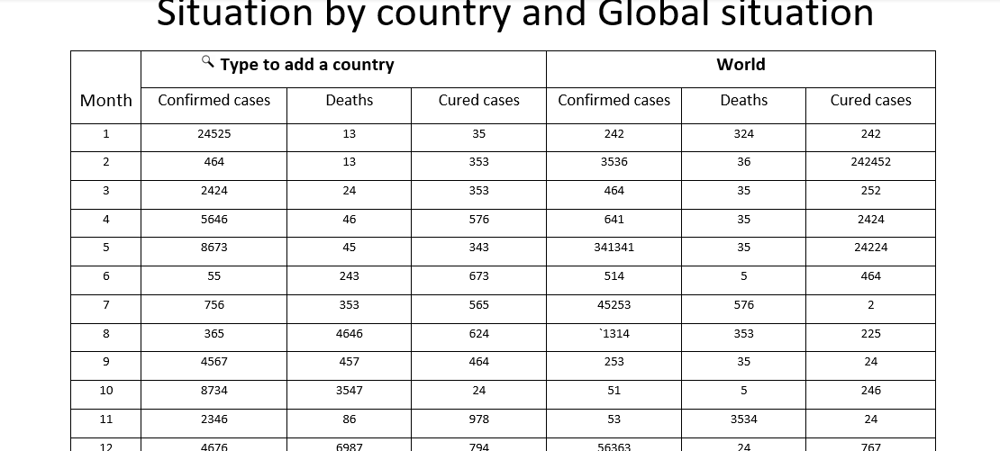 Situation by country and Global situation
Type to add a country World
Month Confirmed cases Deaths Cured cases Confirmed cases Deaths Cured cases
1 24525 13 35 242 324 242
2 464 13 353 3536 36 242452
3 2424 24 353 464 35 252
4 5646 46 576 641 35 2424
5 8673 45 343 341341 35 24224
6 55 243 673 514 5 464
7 756 353 565 45253 576 2
8 365 4646 624 `1314 353 225
9 4567 457 464 253 35 24
10 8734 3547 24 51 5 246
11 2346 86 978 53 3534 24
12 4676 6987 794 56363 24 767